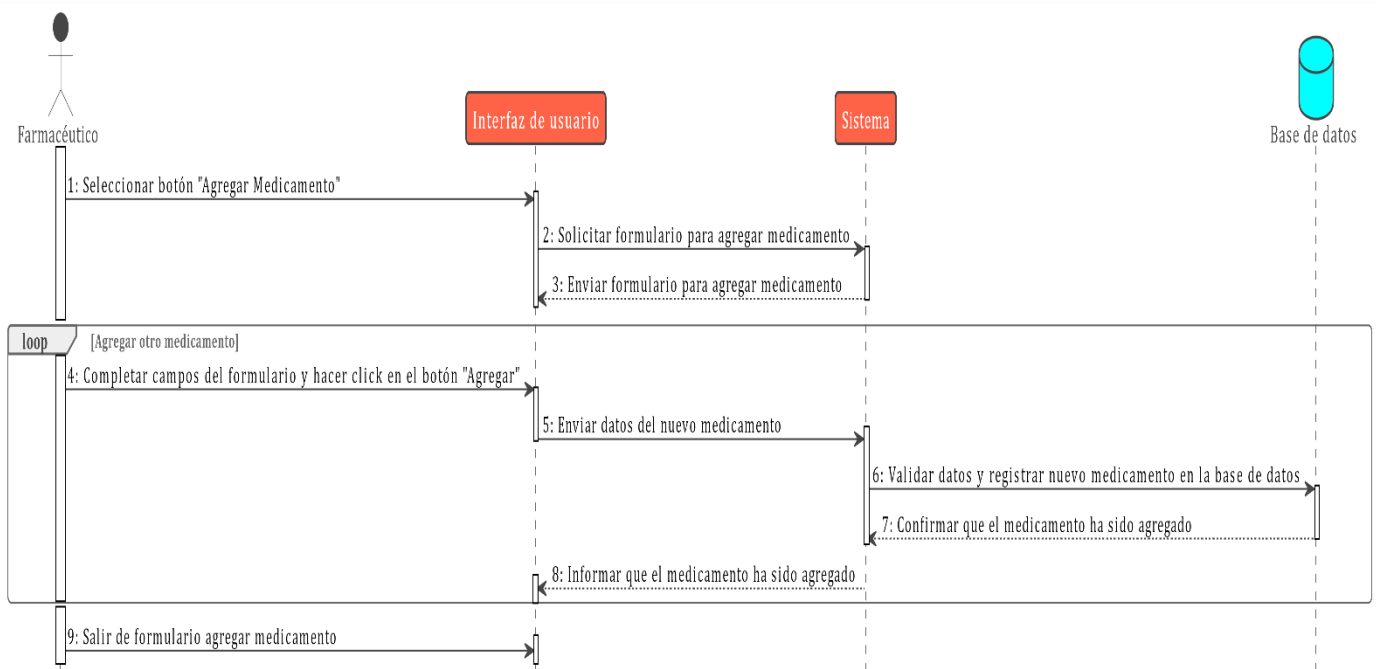 Farmacéutico
Interfaz de usuario
Sistema
Base de datos
1: Seleccionar botón "Agregar Medicamento"
2: Solicitar formulario para agregar medicamento
3: Enviar formulario para agregar medicamento
loop
[Agregar otro medicamento]
4: Completar campos del formulario y hacer click en el botón "Agregar"
5: Enviar datos del nuevo medicamento
6: Validar datos y registrar nuevo medicamento en la base de datos
7: Confirmar que el medicamento ha sido agregado
8: Informar que el medicamento ha sido agregado
9: Salir de formulario agregar medicamento